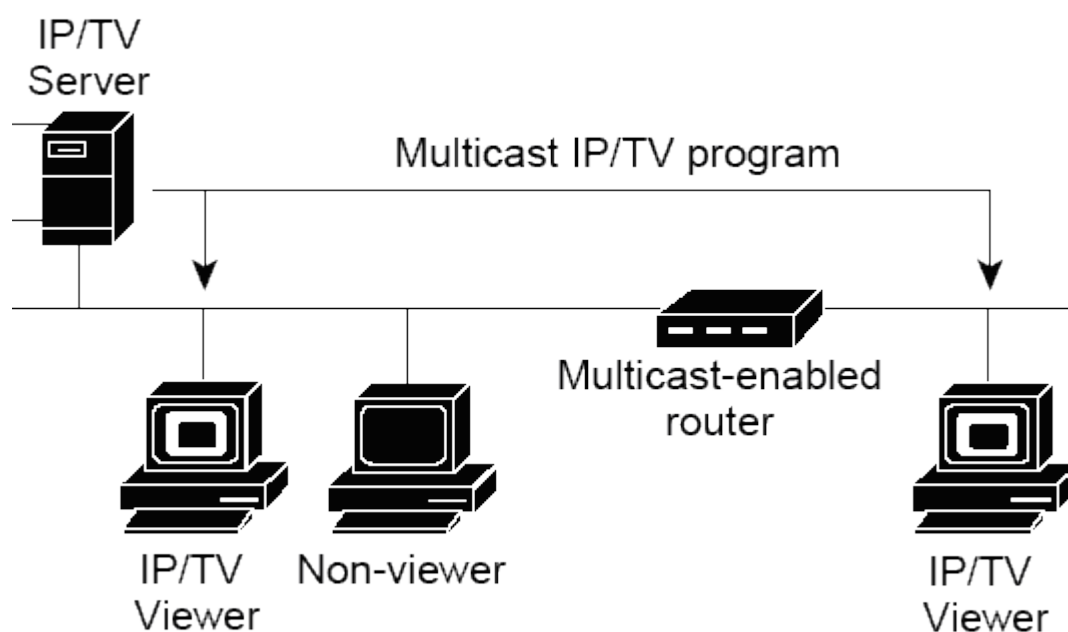 IP/TV
Server
Multicast IP/TV program
Multicast-enabled
router
IP/TV
Viewer
Non-viewer
IP/TV
Viewer